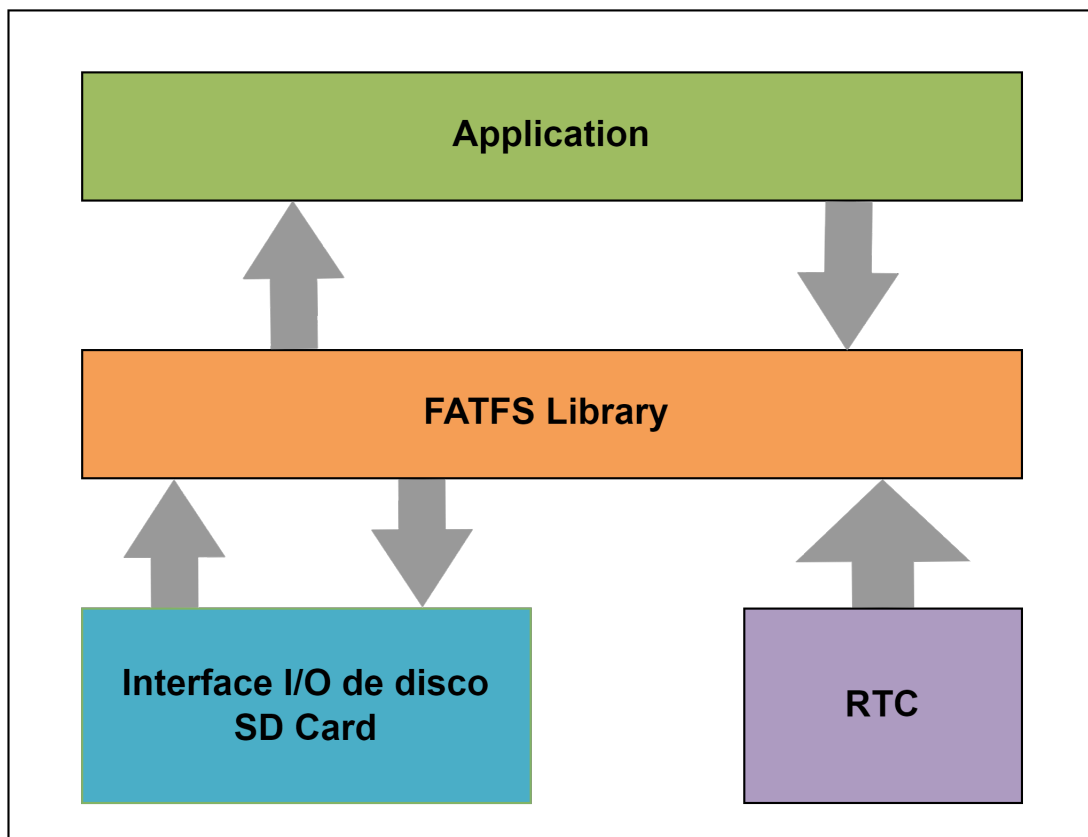 Application
FATFS Library
Interface I/O de disco
SD Card
RTC